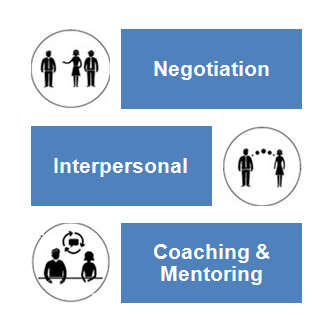 Negotiation
Interpersonal
Coaching &
Mentoring